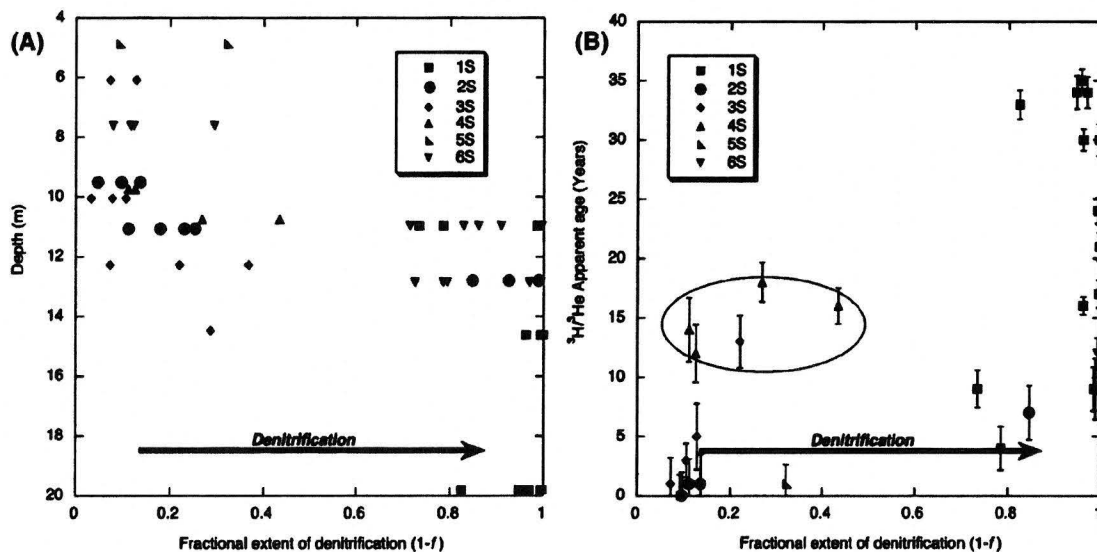 (A)
4
6
8
10
12
14
16
18
20
Depth (m)
1S
2S
3S
4S
5S
6S
Denitrification
0 0.2 0.4 0.6 0.8 1
Fractional extent of denitrification (1-f)
(B)
40
35
30
25
20
15
10
5
0
³H/³He Apparent age (Years)
1S
2S
3S
4S
5S
6S
Denitrification
0 0.2 0.4 0.6 0.8 1
Fractional extent of denitrification (1-f)